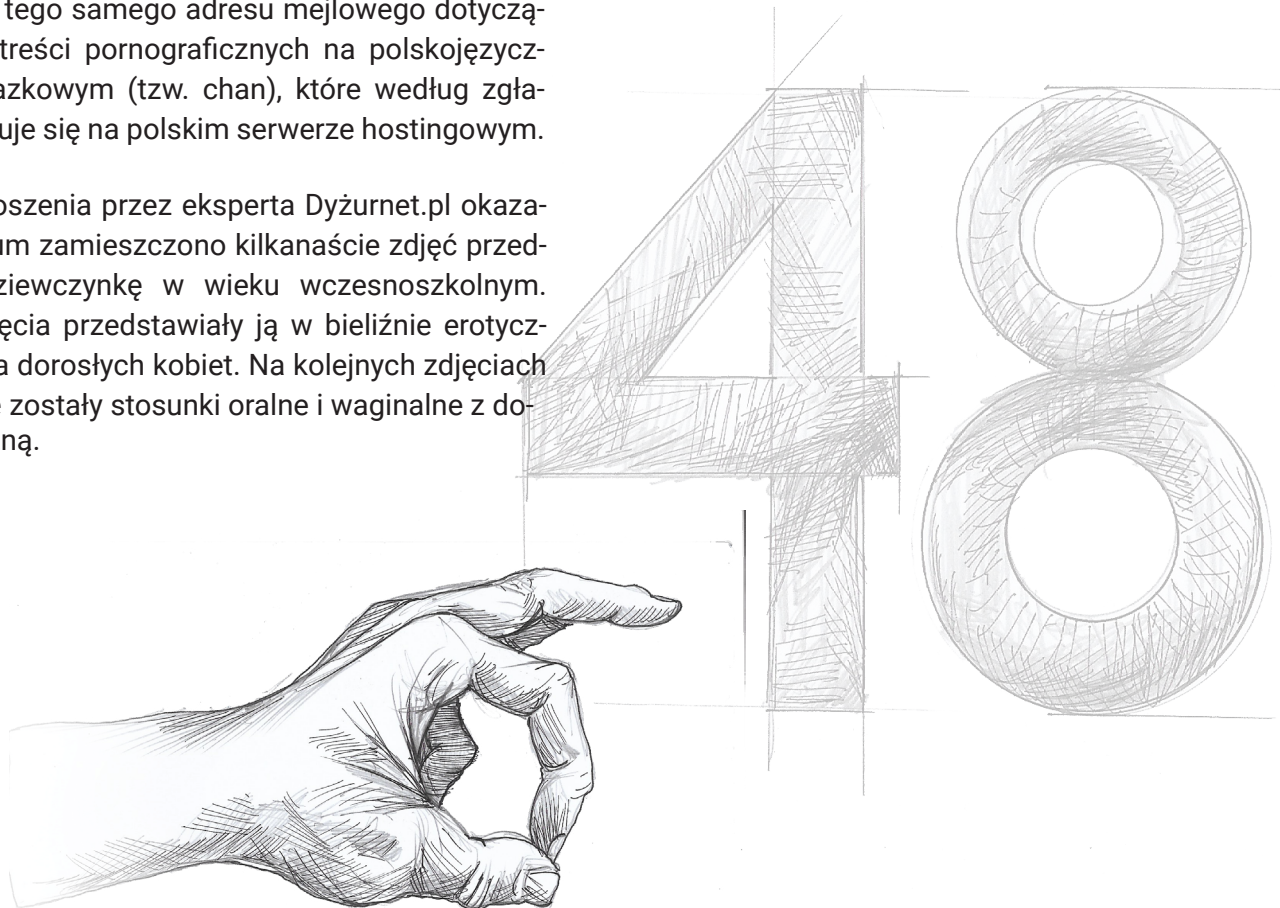 tego samego adresu mejlowego dotyczą-
treści pornograficznych na polskojęzycz-
azkowym (tzw. chan), które według zgła-
uje się na polskim serwerze hostingowym.
oszenia przez eksperta Dyżurnet.pl okaza-
um zamieszczono kilkanaście zdjęć przed-
ziewczynkę w wieku wczesnoszkolnym.
ęcia przedstawiały ją w bieliźnie erotycz-
a dorosłych kobiet. Na kolejnych zdjęciach
e zostały stosunki oralne i waginalne z do-
ną.
48